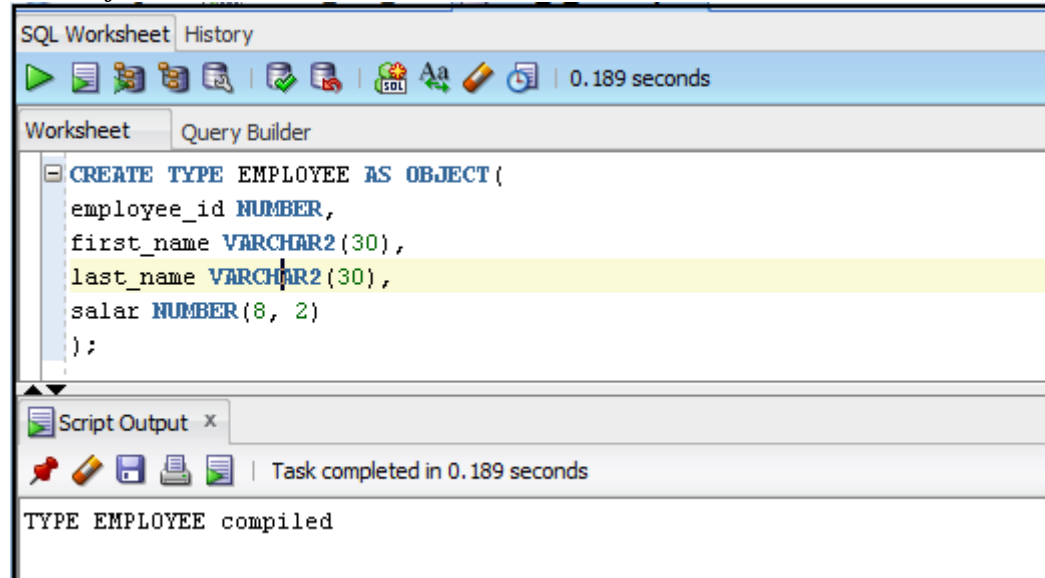 SQL Worksheet History
0.189 seconds
Worksheet Query Builder
CREATE TYPE EMPLOYEE AS OBJECT(
employee_id NUMBER,
first_name VARCHAR2(30),
last_name VARCHAR2(30),
salar NUMBER(8, 2)
);
Script Output x
Task completed in 0.189 seconds
TYPE EMPLOYEE compiled